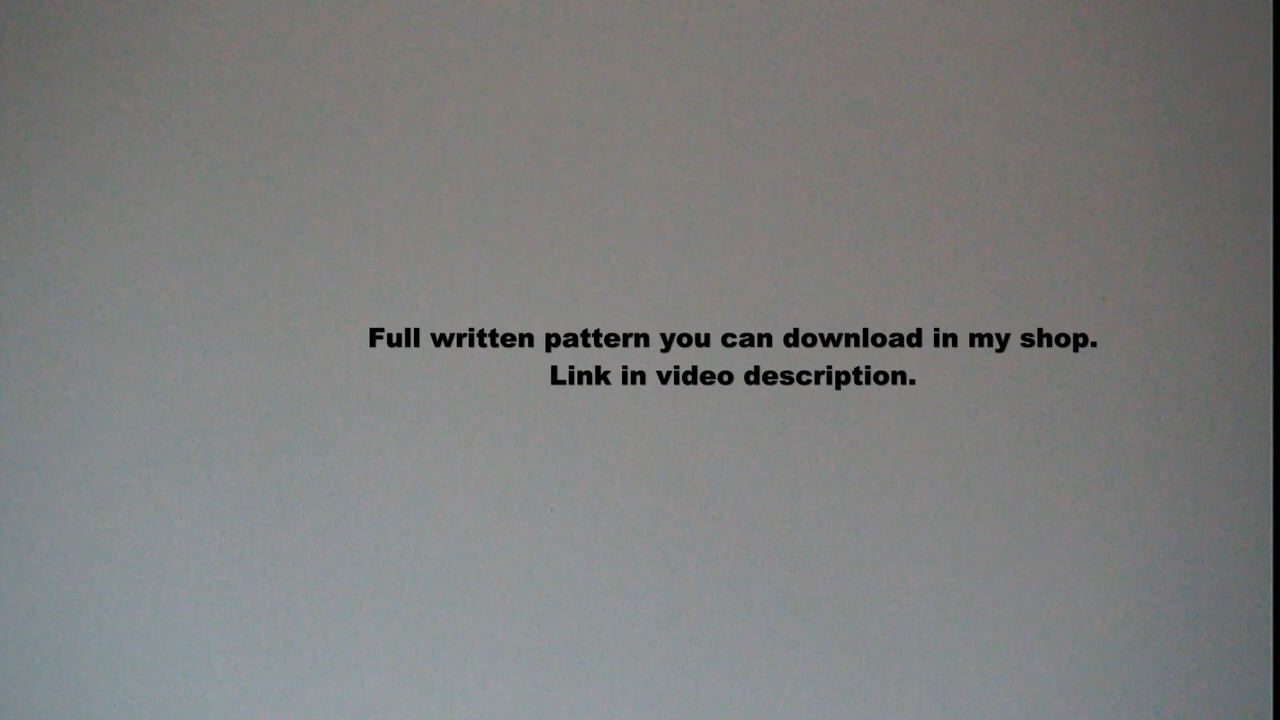 Full written pattern you can download in my shop.
Link in video description.